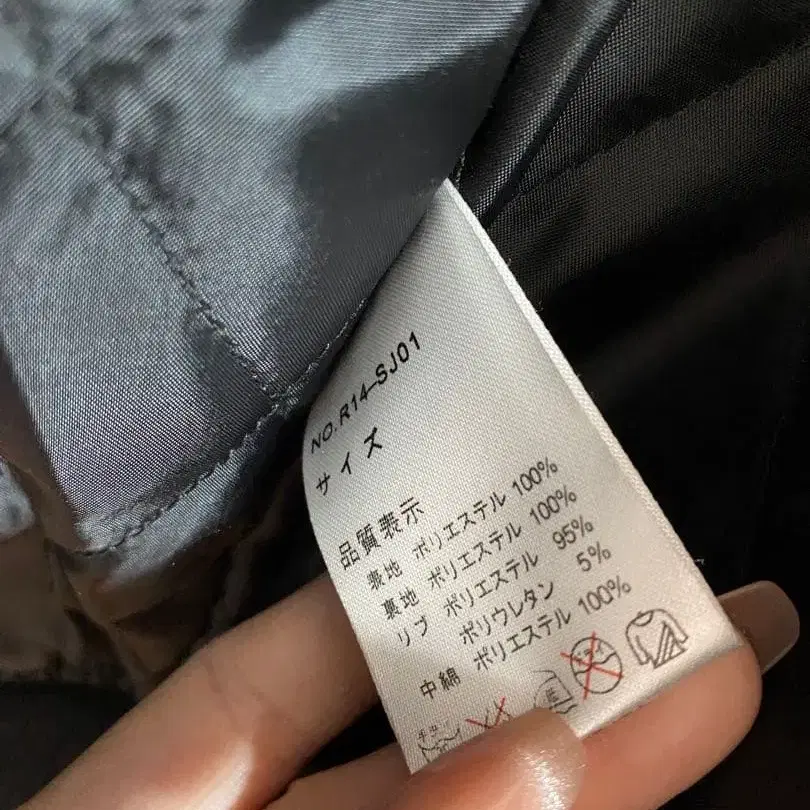 NO.R14-SJ01
サイズ
品質表示
表地 ポリエステル 100%
裏地 ポリエステル 100%
リブ ポリエステル 95%
ポリウレタン 5%
中綿 ポリエステル 100%